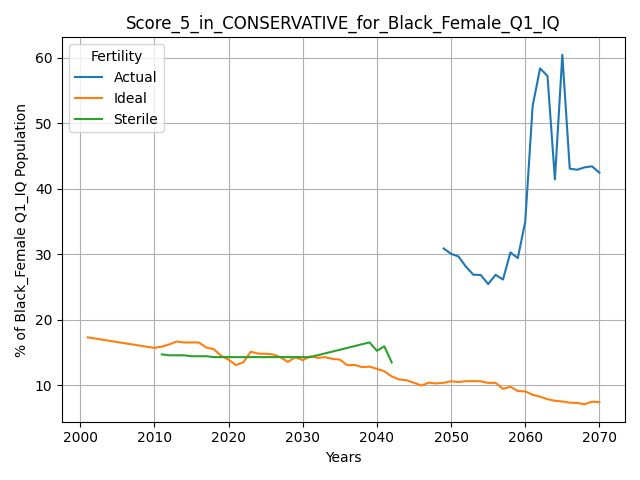 Score_5_in_CONSERVATIVE_for_Black_Female_Q1_IQ
Fertility
Actual
Ideal
Sterile
% of Black_Female Q1_IQ Population
60
50
40
30
20
10
2000 2010 2020 2030 2040 2050 2060 2070
Years